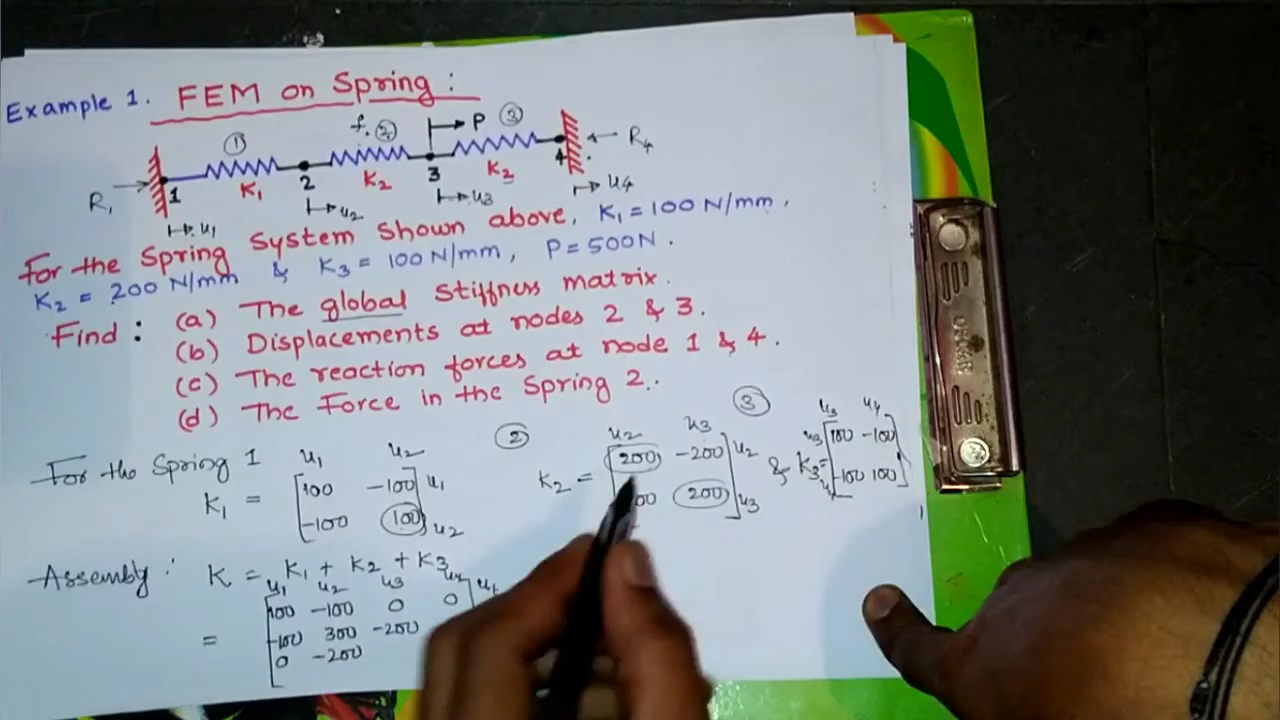 Example 1. FEM on Spring :
① f. ② P ③
R₁ 1 K₁ 2 K₂ 3 K₂ 4 R₄
u₁ u₂ u₃ u₄
For the Spring System shown above, K₁ = 100 N/mm,
K₂ = 200 N/mm & K₃ = 100 N/mm, P = 500N.
Find : (a) The global Stiffness matrix.
(b) Displacements at nodes 2 & 3.
(c) The reaction forces at node 1 & 4.
(d) The Force in the Spring 2.
For the Spring 1 u₁ u₂ ② u₂ u₃ ③ u₃ u₄
K₁ = [100 -100] u₁ K₂ = [200 -200] u₂ & K₃ = u₃ [100 -100]
[-100 100] u₂ 200] u₃ u₄ [-100 100]
Assembly : K = K₁ + K₂ + K₃
u₁ u₂ u₃ u₄
= [100 -100 0 0] u₁
-100 300 -200
0 -200